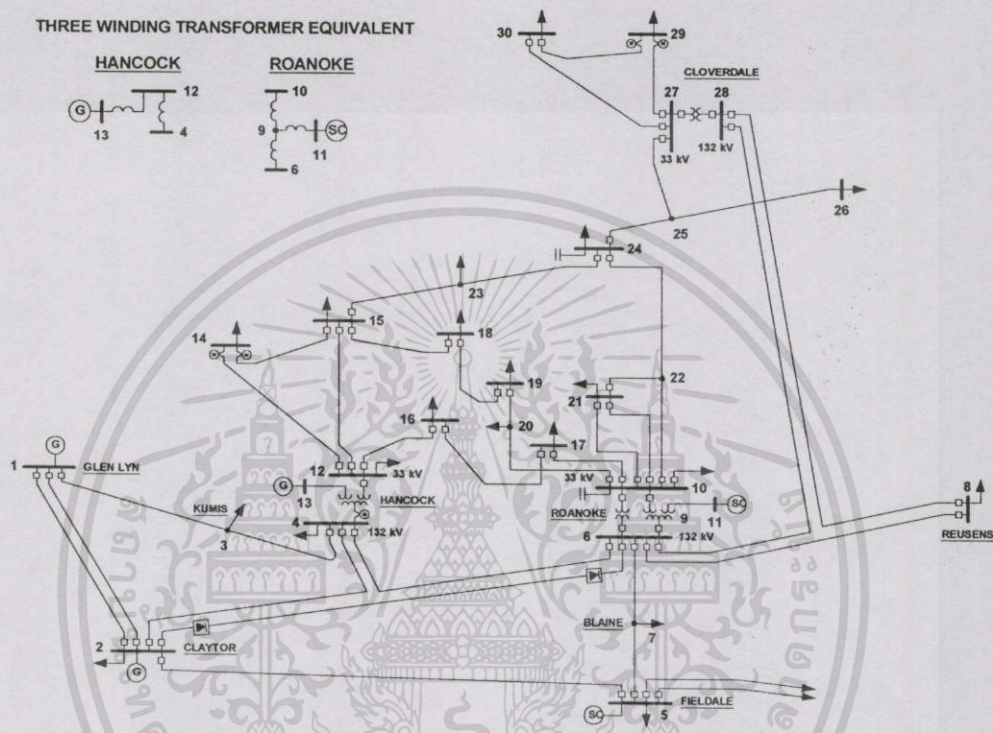 THREE WINDING TRANSFORMER EQUIVALENT
HANCOCK
ROANOKE
12
G
13
4
10
9
SC
11
6
30
29
CLOVERDALE
27
28
33 kV
132 kV
26
25
24
23
15
14
18
19
22
21
16
20
17
1
G
GLEN LYN
12
33 kV
G
13
HANCOCK
33 kV
10
ROANOKE
9
SC
11
8
REUSENS
KUMIS
3
4
132 kV
6
132 kV
BLAINE
7
2
CLAYTOR
G
FIELDALE
SC
5